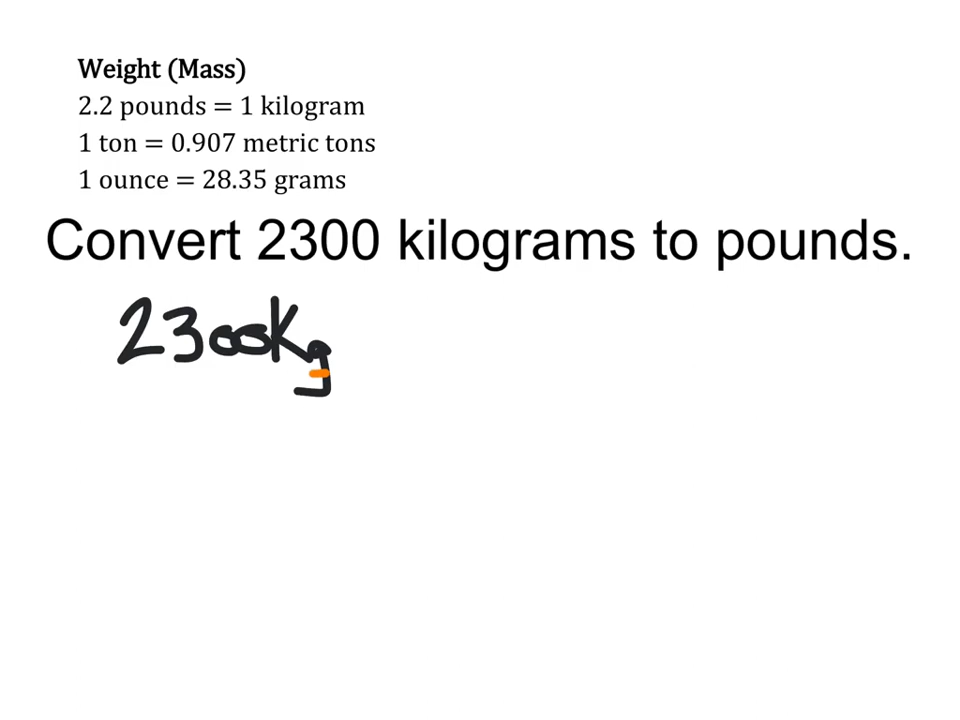 Weight (Mass)
2.2 pounds = 1 kilogram
1 ton = 0.907 metric tons
1 ounce = 28.35 grams
Convert 2300 kilograms to pounds.
2300Kg